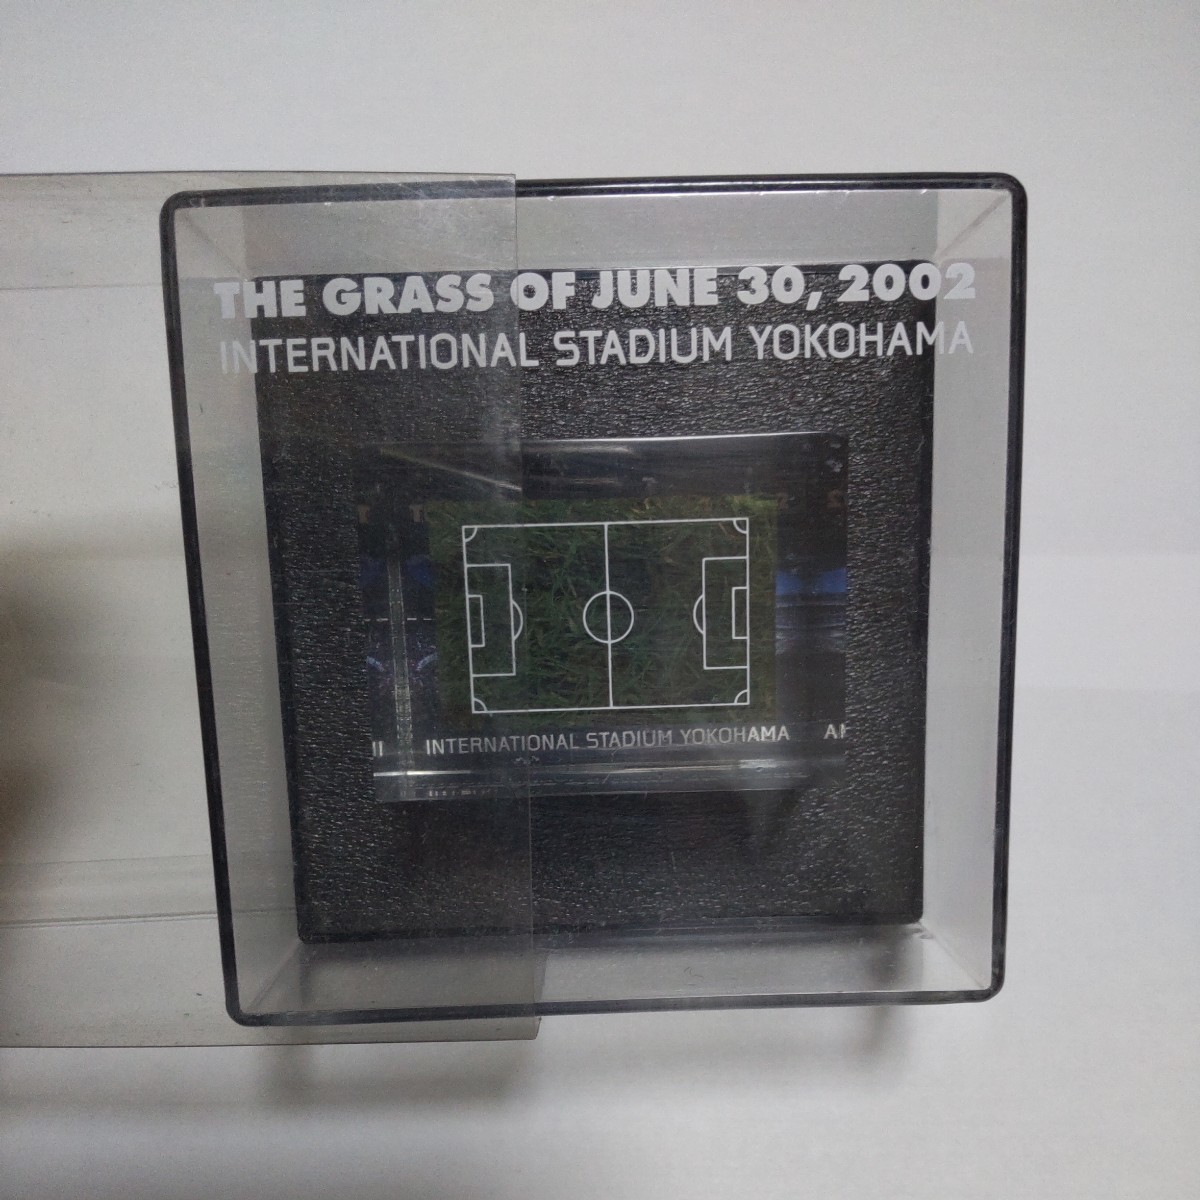 THE GRASS OF JUNE 30, 2002
INTERNATIONAL STADIUM YOKOHAMA
INTERNATIONAL STADIUM YOKOHAMA